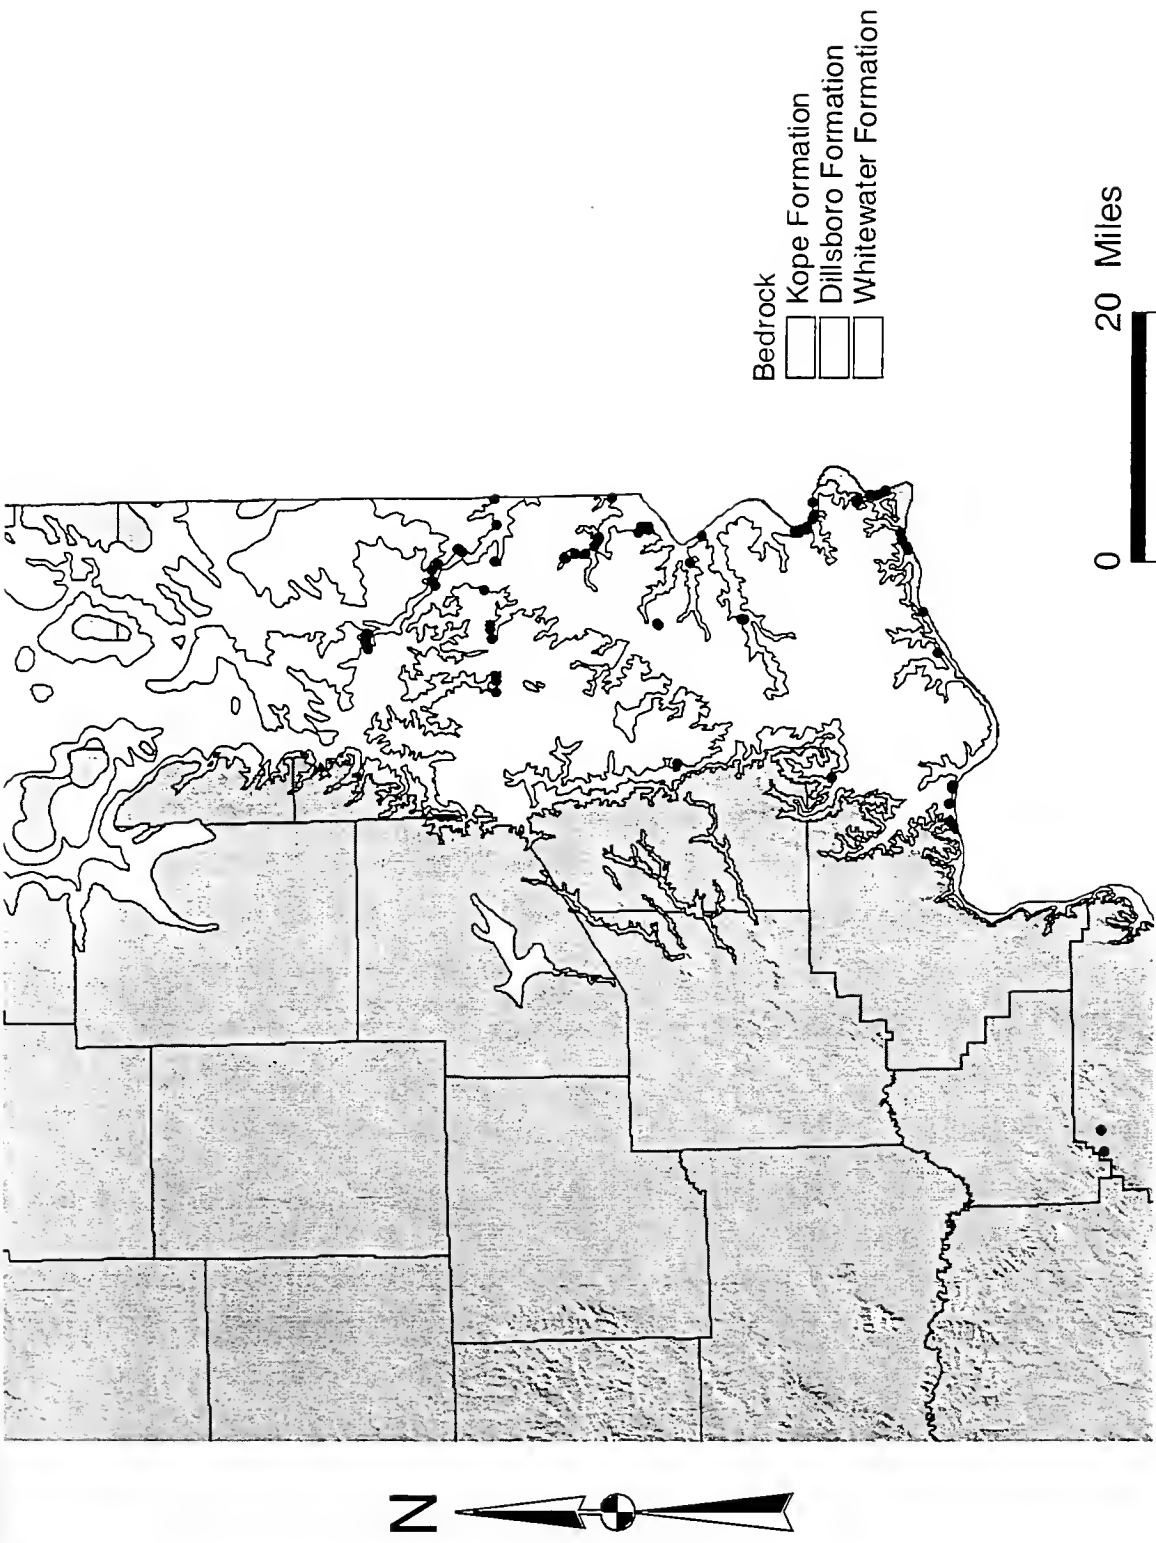 Bedrock
Kope Formation
Dillsboro Formation
Whitewater Formation
0 20 Miles
N